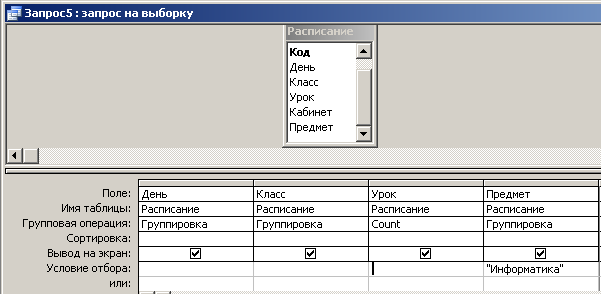 Запрос5 : запрос на выборку
Расписание
Код
День
Класс
Урок
Кабинет
Предмет
Поле: День Класс Урок Предмет
Имя таблицы: Расписание Расписание Расписание Расписание
Групповая операция: Группировка Группировка Count Группировка
Сортировка:
Вывод на экран:
Условие отбора: "Информатика"
или: